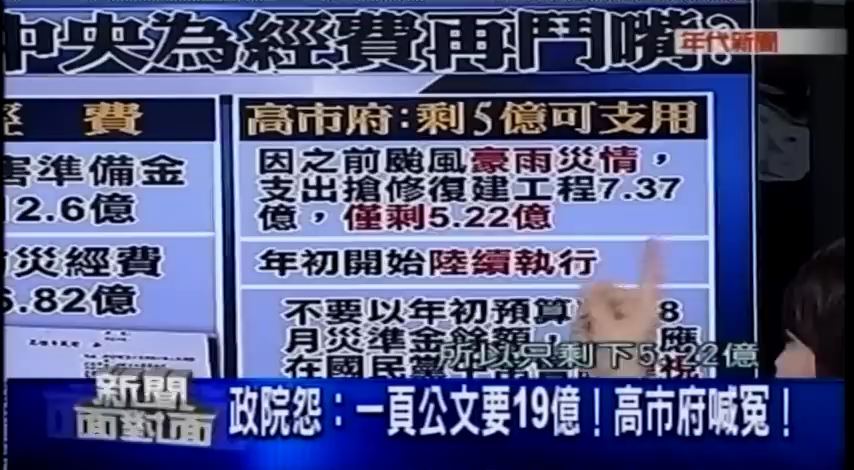 中央為經費再鬥嘴?
年代新聞
經 費
害準備金
12.6億
災經費
6.82億
高市府:剩5億可支用
因之前颱風豪雨災情,
支出搶修復建工程7.37
億,僅剩5.22億
年初開始陸續執行
不要以年初預算 8
月災準金餘額, 應
在國民黨
所以只剩下5.22億
新聞
面對面
政院怨:一頁公文要19億!高市府喊冤!